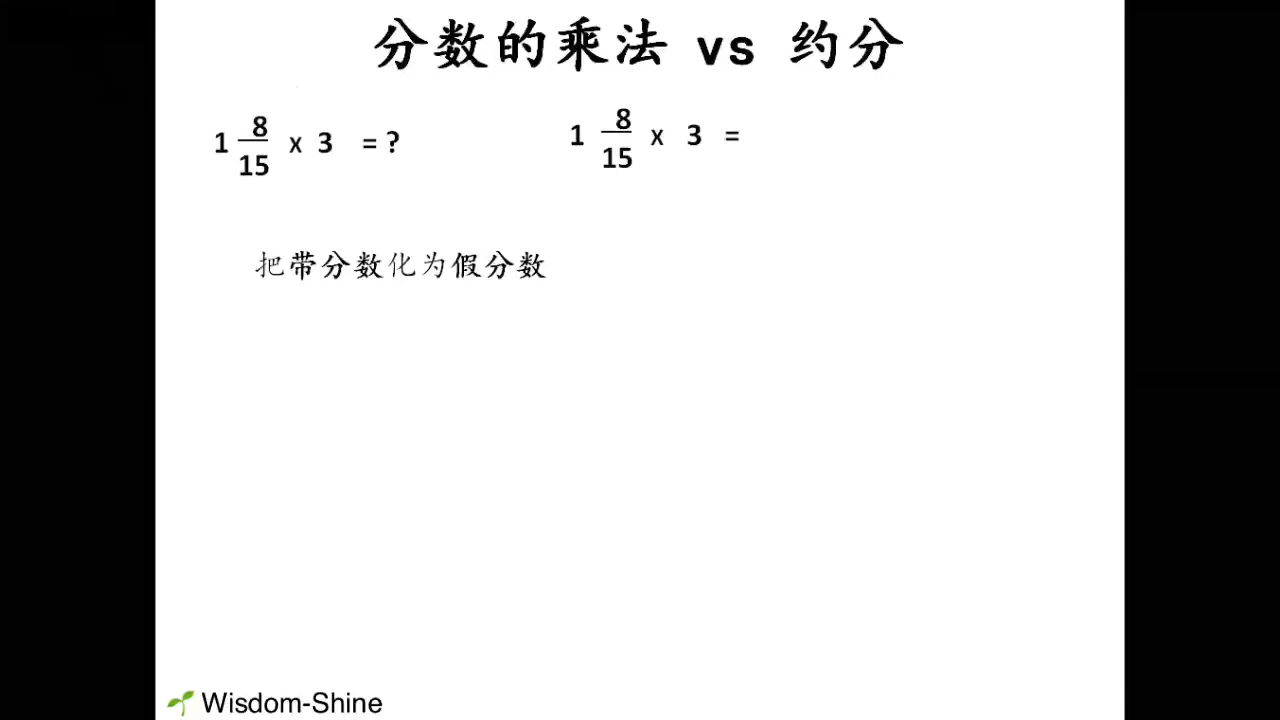 分数的乘法 vs 约分
1 8/15 x 3 = ?
1 8/15 x 3 =
把带分数化为假分数
Wisdom-Shine